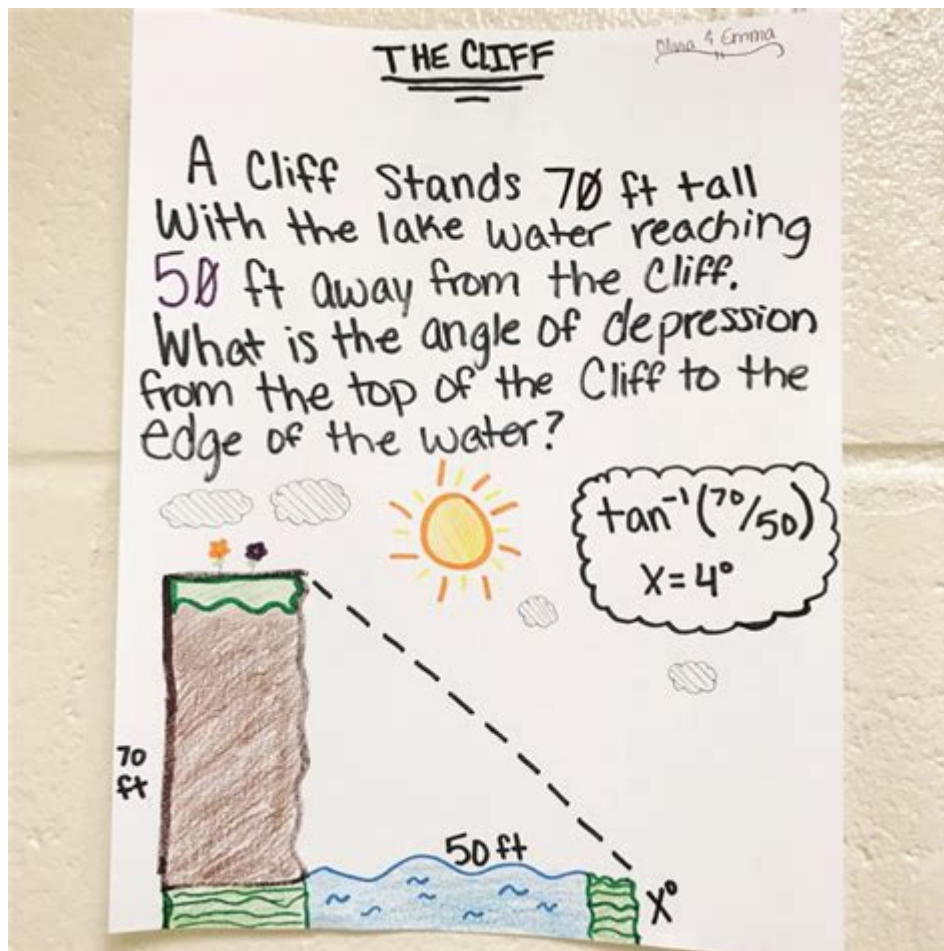 THE CLIFF
& Emma
A Cliff Stands 70 ft tall
With the lake water reaching
50 ft away from the Cliff.
What is the angle of depression
from the top of the Cliff to the
edge of the water?
tan⁻¹(70/50)
X=4°
70
ft
50 ft
X°